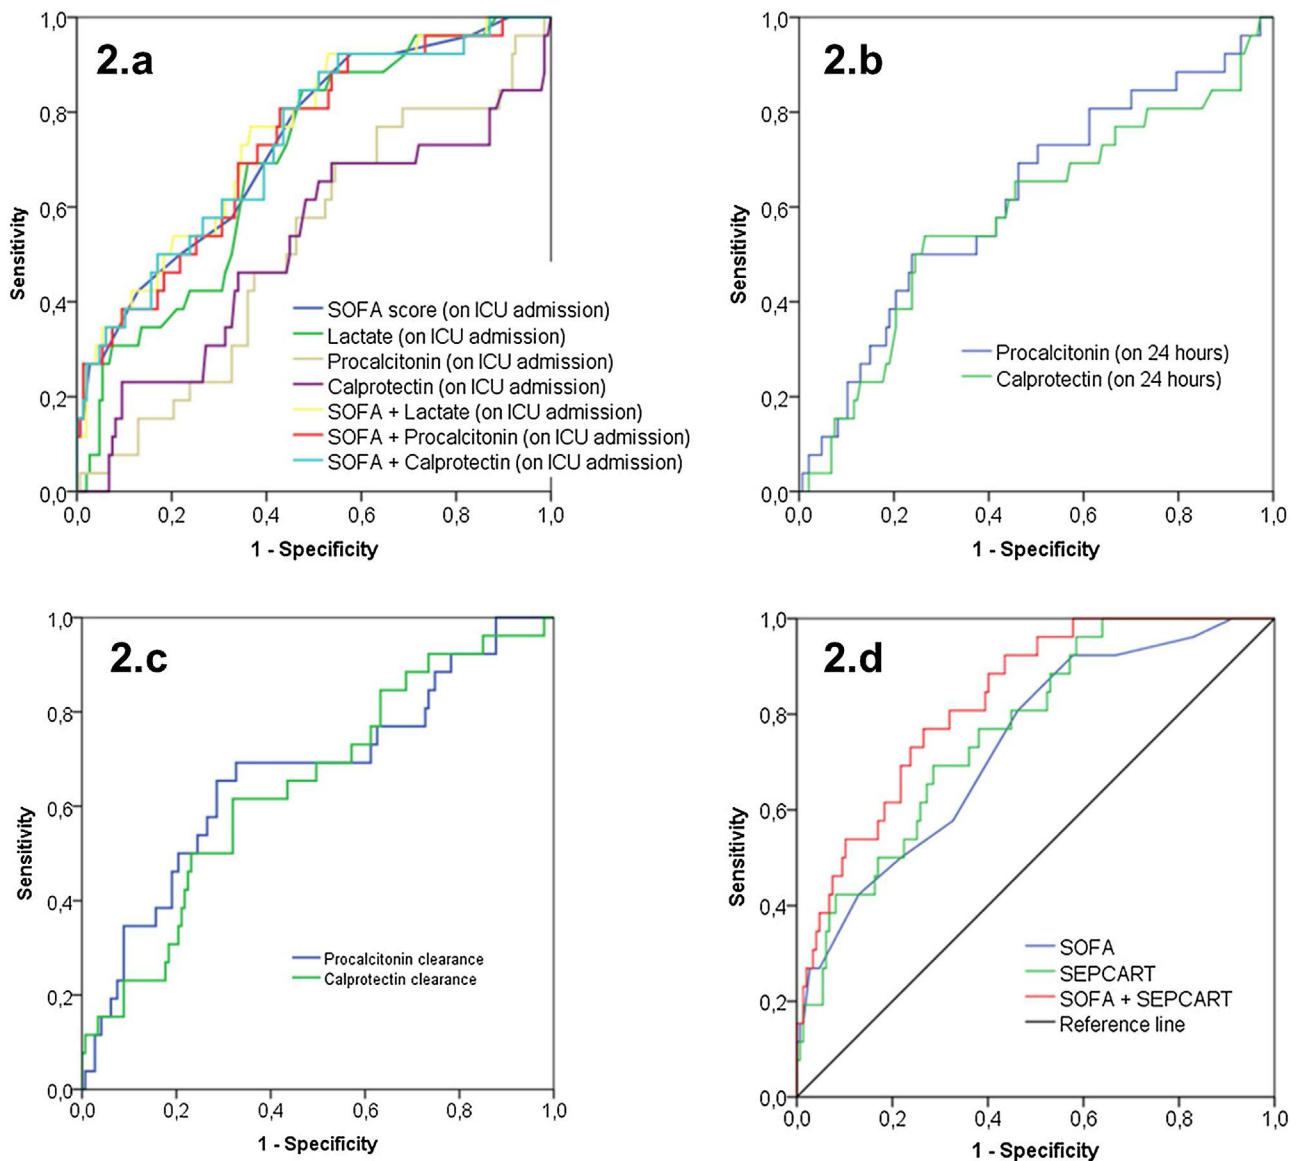 2.a
1,0
0,8
0,6
0,4
0,2
0,0
Sensitivity
SOFA score (on ICU admission)
Lactate (on ICU admission)
Procalcitonin (on ICU admission)
Calprotectin (on ICU admission)
SOFA + Lactate (on ICU admission)
SOFA + Procalcitonin (on ICU admission)
SOFA + Calprotectin (on ICU admission)
0,0 0,2 0,4 0,6 0,8 1,0
1 - Specificity
2.b
1,0
0,8
0,6
0,4
0,2
0,0
Sensitivity
Procalcitonin (on 24 hours)
Calprotectin (on 24 hours)
0,0 0,2 0,4 0,6 0,8 1,0
1 - Specificity
2.c
1,0
0,8
0,6
0,4
0,2
0,0
Sensitivity
Procalcitonin clearance
Calprotectin clearance
0,0 0,2 0,4 0,6 0,8 1,0
1 - Specificity
2.d
1,0
0,8
0,6
0,4
0,2
0,0
Sensitivity
SOFA
SEPCART
SOFA + SEPCART
Reference line
0,0 0,2 0,4 0,6 0,8 1,0
1 - Specificity